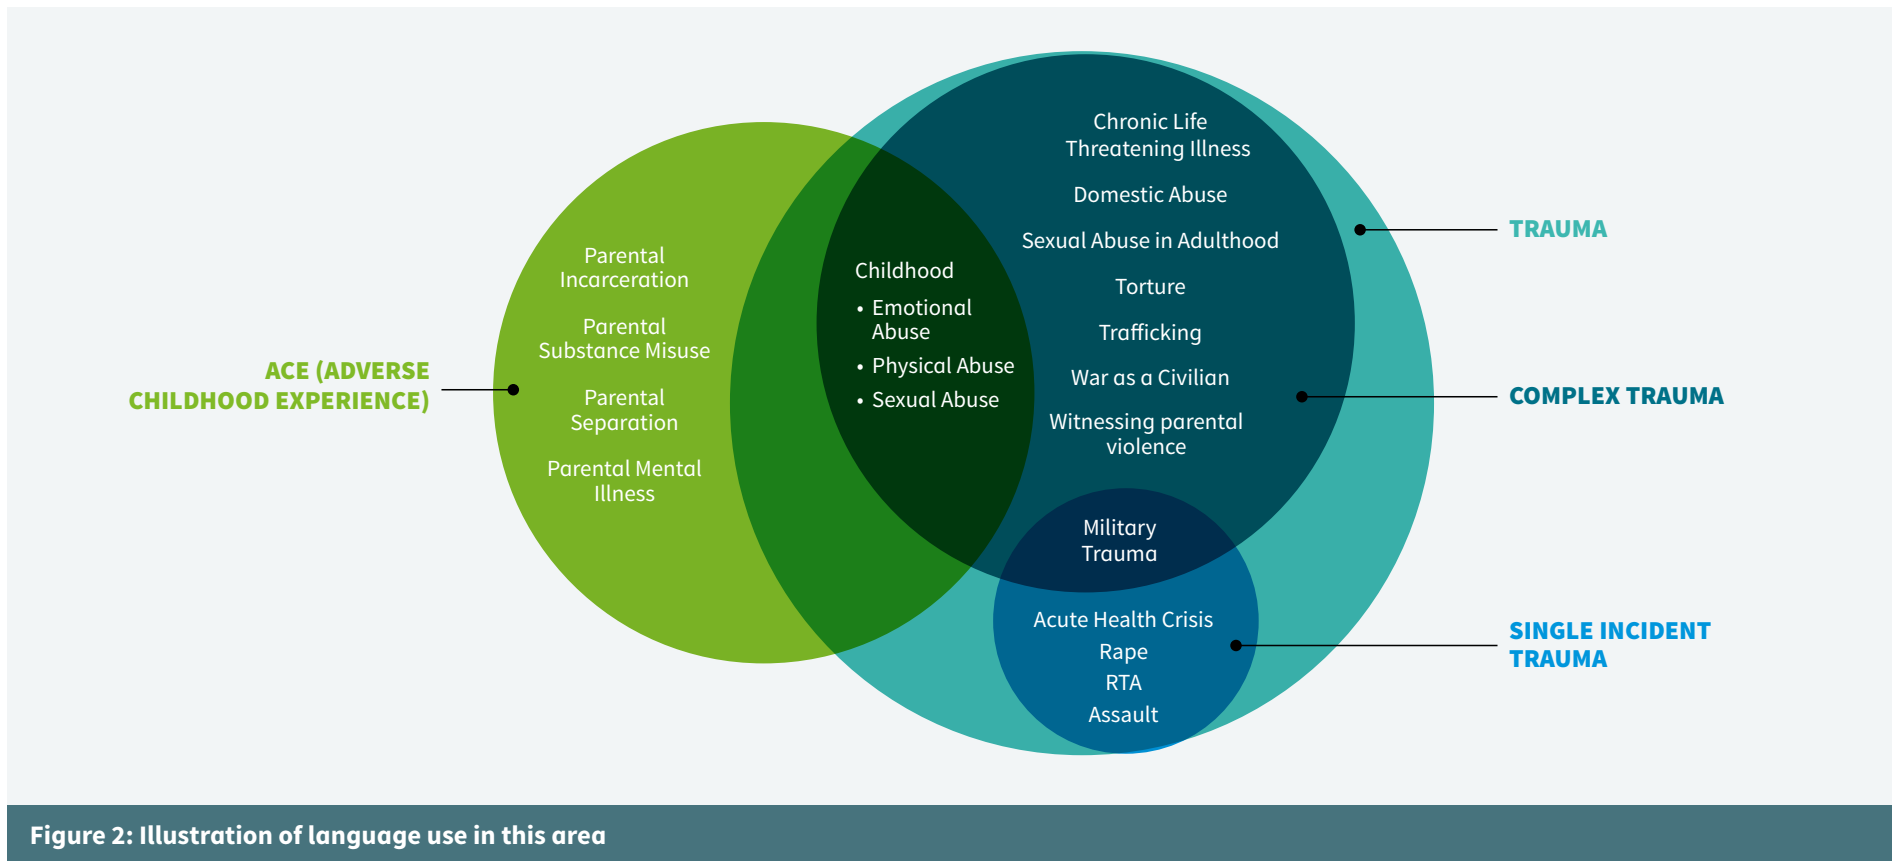 ACE (ADVERSE
CHILDHOOD EXPERIENCE)
Parental
Incarceration
Parental
Substance Misuse
Parental
Separation
Parental Mental
Illness
Childhood
• Emotional
Abuse
• Physical Abuse
• Sexual Abuse
Chronic Life
Threatening Illness
Domestic Abuse
Sexual Abuse in Adulthood
Torture
Trafficking
War as a Civilian
Witnessing parental
violence
Military
Trauma
Acute Health Crisis
Rape
RTA
Assault
TRAUMA
COMPLEX TRAUMA
SINGLE INCIDENT
TRAUMA
Figure 2: Illustration of language use in this area